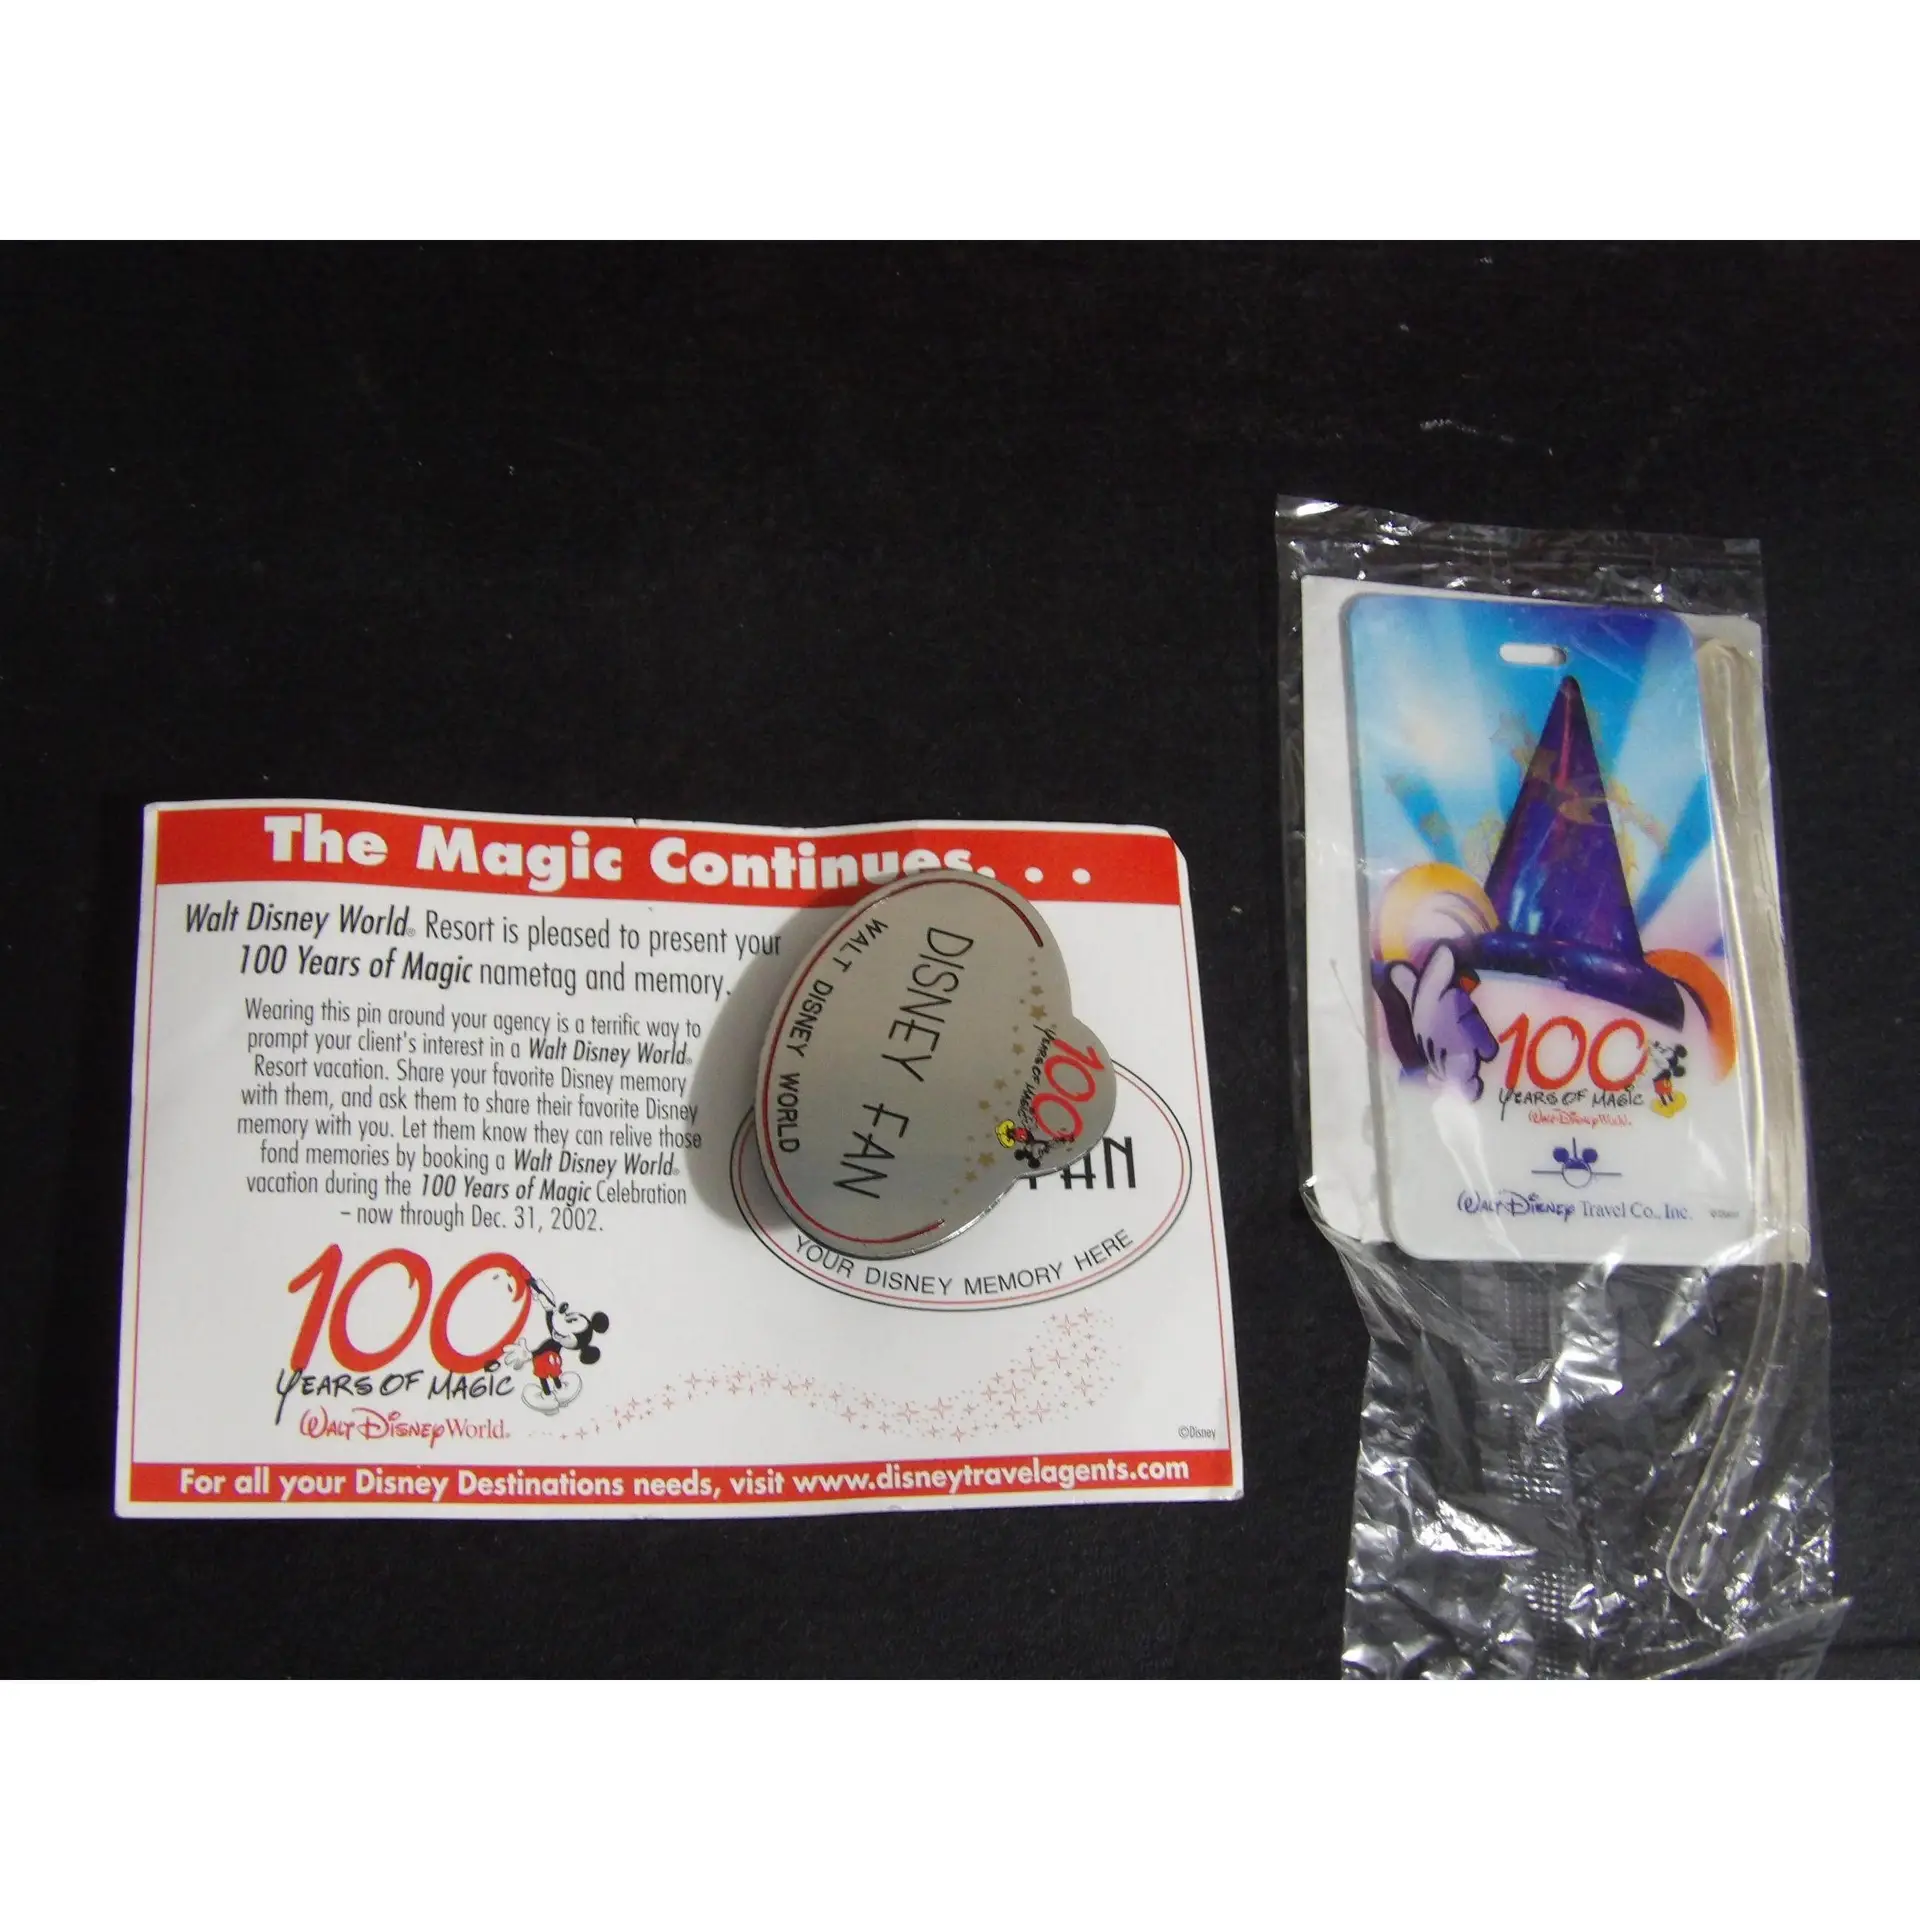 The Magic Continues. . .
Walt Disney World® Resort is pleased to present your
100 Years of Magic nametag and memory.
Wearing this pin around your agency is a terrific way to
prompt your client's interest in a Walt Disney World®
Resort vacation. Share your favorite Disney memory
with them, and ask them to share their favorite Disney
memory with you. Let them know they can relive those
fond memories by booking a Walt Disney World®
vacation during the 100 Years of Magic Celebration
– now through Dec. 31, 2002.
100
YEARS OF MAGIC
WALT DISNEY World®
YOUR DISNEY MEMORY HERE
©Disney
For all your Disney Destinations needs, visit www.disneytravelagents.com
100
YEARS OF MAGIC
DISNEY FAN
WALT DISNEY WORLD
100
YEARS OF MAGIC
WALT DISNEY World.
WALT DISNEY Travel Co., Inc.